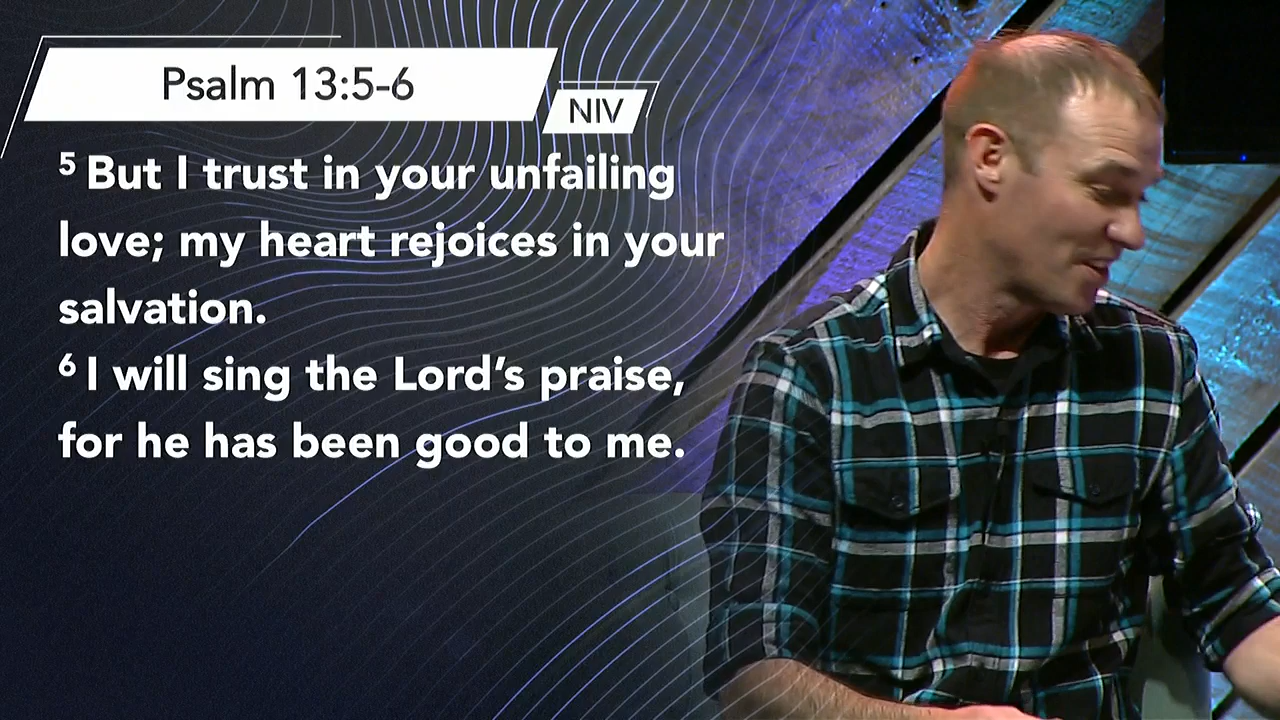 Psalm 13:5-6
NIV
5 But I trust in your unfailing
love; my heart rejoices in your
salvation.
6 I will sing the Lord’s praise,
for he has been good to me.